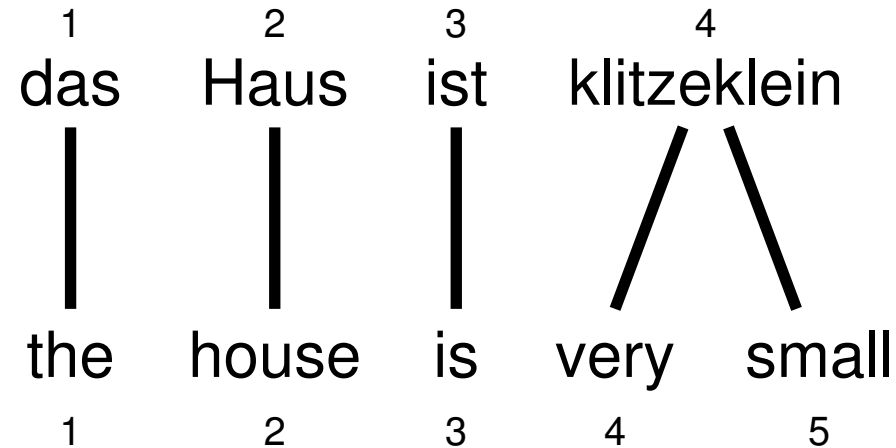 1 2 3 4
das Haus ist klitzeklein
the house is very small
1 2 3 4 5